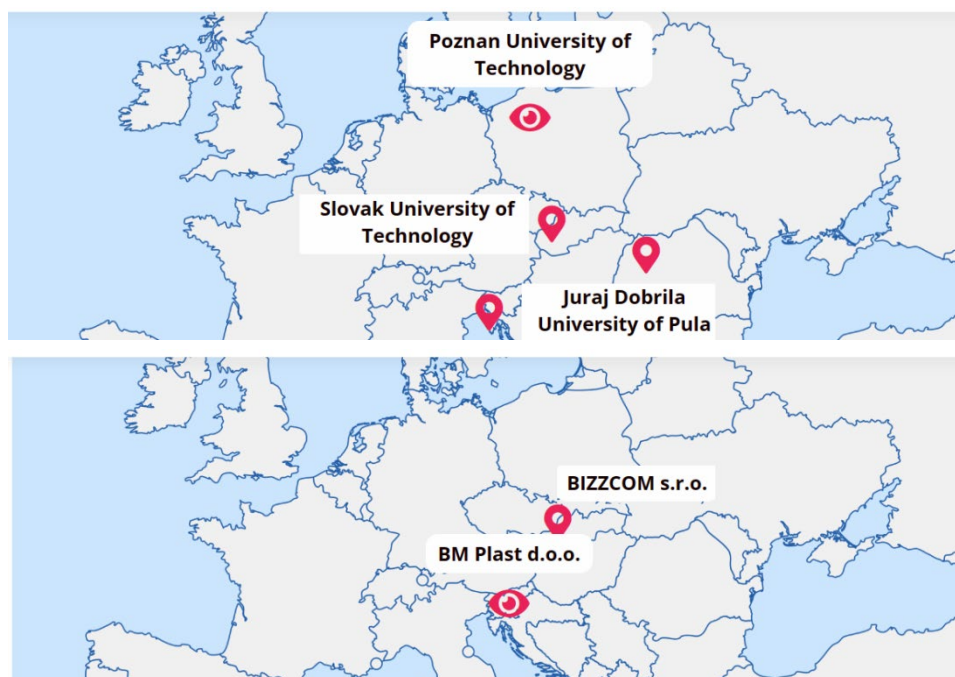 Poznan University of
Technology
Slovak University of
Technology
Juraj Dobrila
University of Pula
BIZZCOM s.r.o.
BM Plast d.o.o.